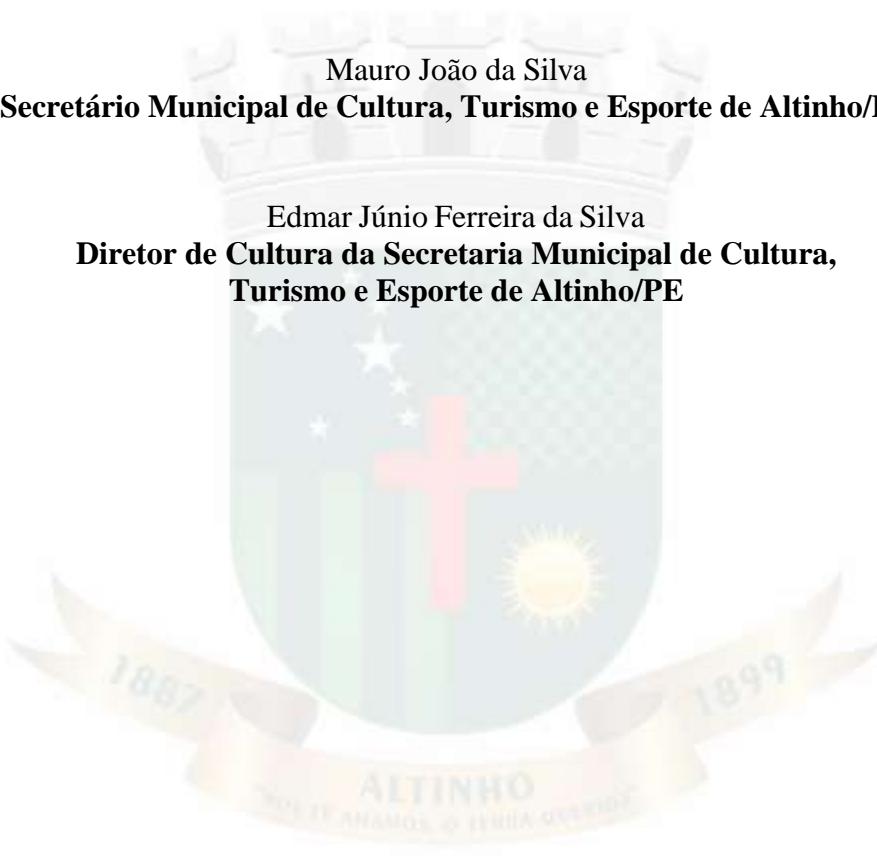 Mauro João da Silva
Secretário Municipal de Cultura, Turismo e Esporte de Altinho/
Edmar Júnio Ferreira da Silva
Diretor de Cultura da Secretaria Municipal de Cultura,
Turismo e Esporte de Altinho/PE
1887
1899
ALTINHO